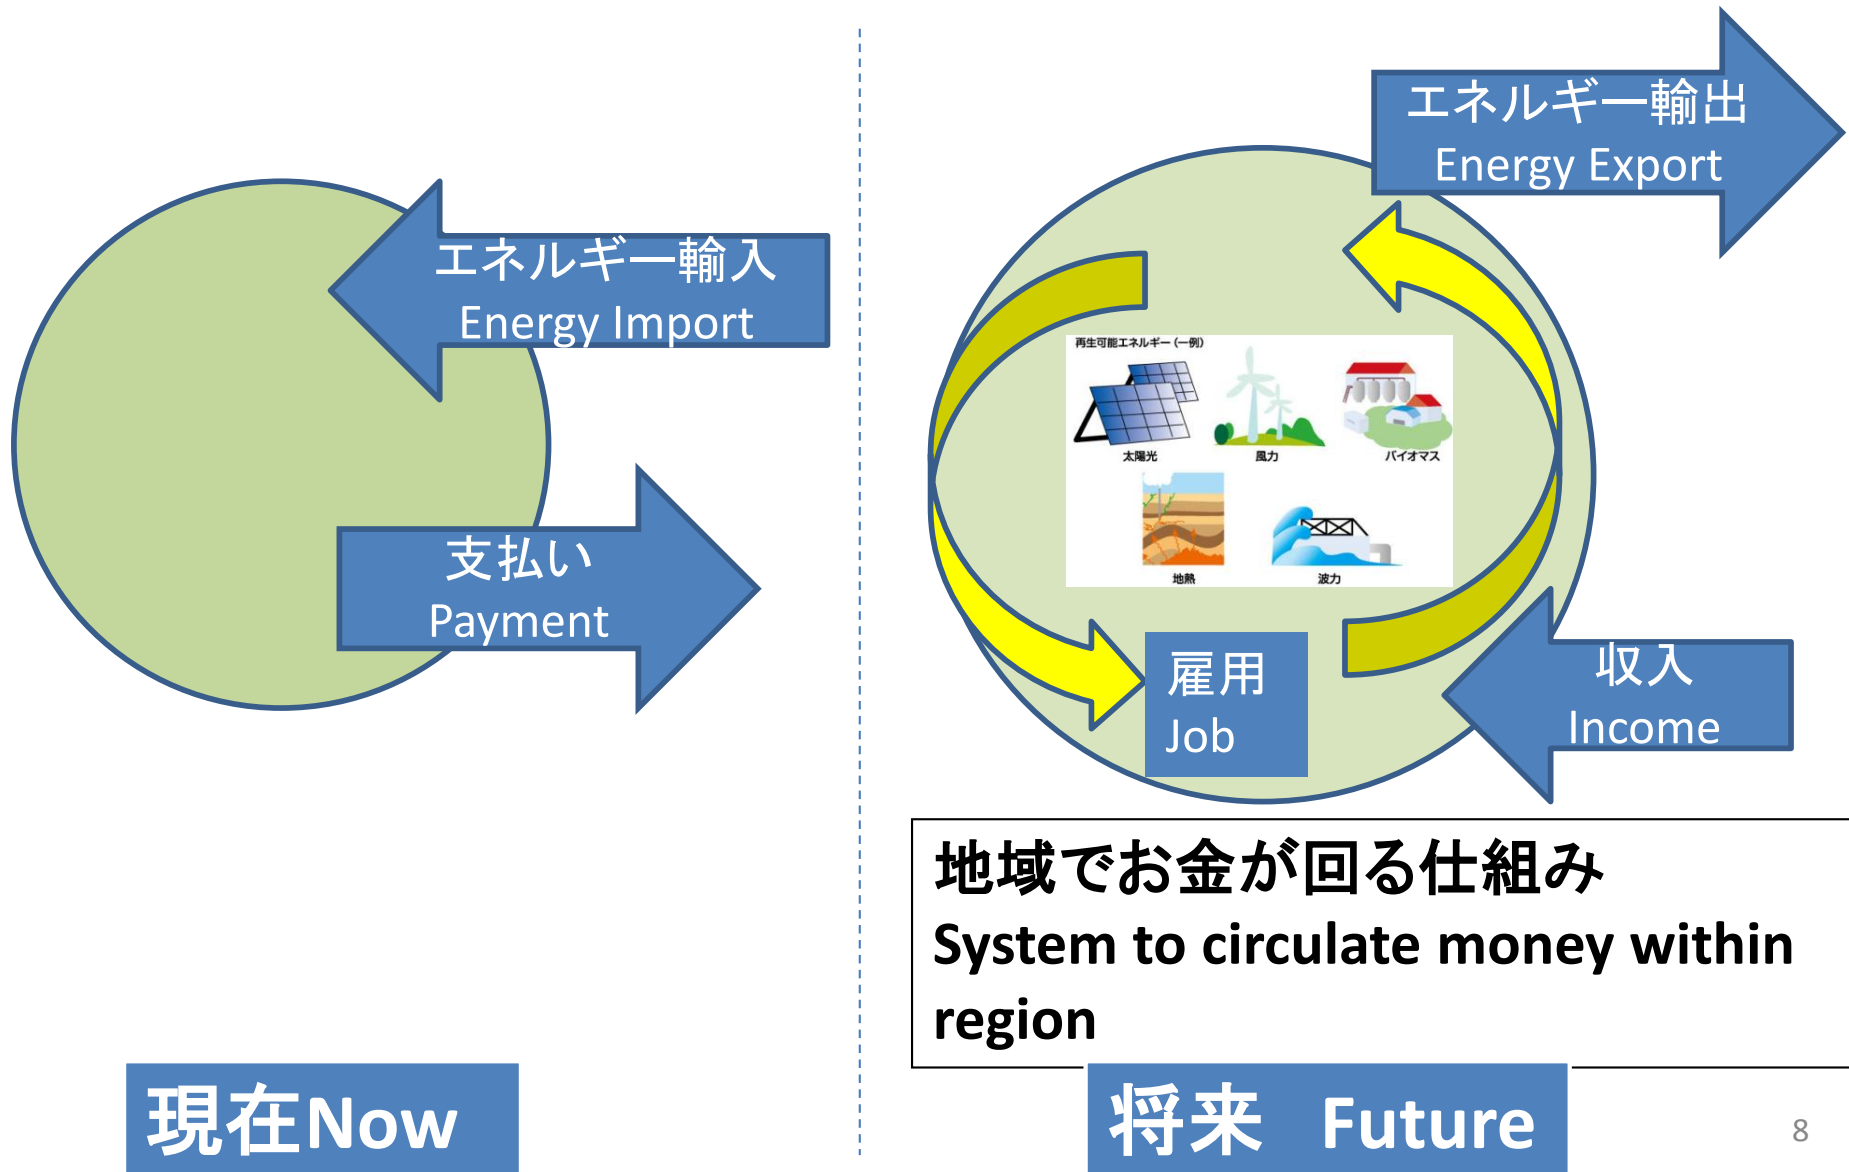 エネルギー輸入
Energy Import
支払い
Payment
現在Now
エネルギー輸出
Energy Export
再生可能エネルギー(一例)
太陽光
風力
バイオマス
地熱
波力
雇用
Job
収入
Income
地域でお金が回る仕組み
System to circulate money within
region
将来　Future
8